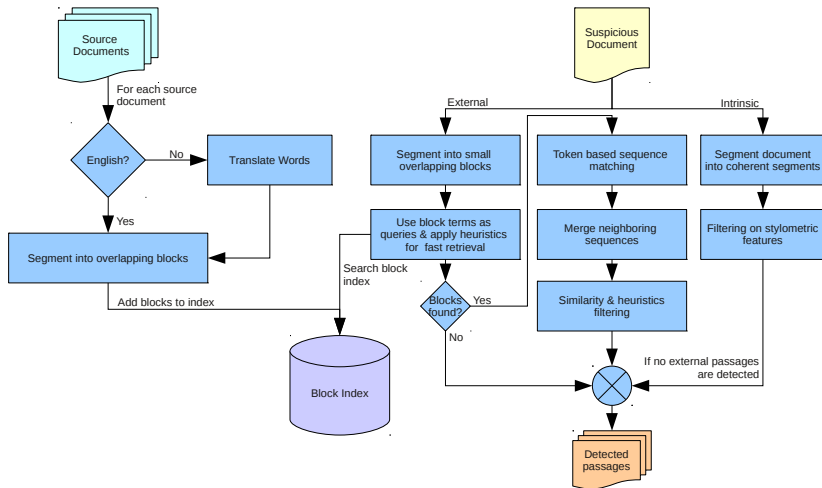 Source
Documents
For each source
document
English?
No
Translate Words
Yes
Segment into overlapping blocks
Add blocks to index
Block Index
Suspicious
Document
External
Intrinsic
Segment into small
overlapping blocks
Use block terms as
queries & apply heuristics
for fast retrieval
Search block
index
Blocks
found?
Yes
No
Token based sequence
matching
Merge neighboring
sequences
Similarity & heuristics
filtering
Segment document
into coherent segments
Filtering on stylometric
features
If no external passages
are detected
Detected
passages